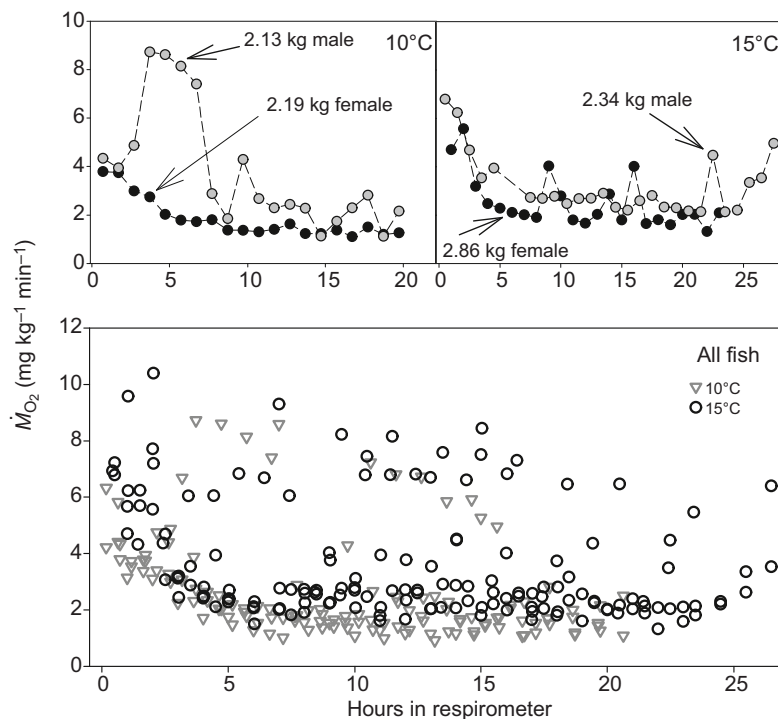 10
8
6
4
2
0
2.13 kg male
10°C
2.19 kg female
0 5 10 15 20
15°C
2.34 kg male
2.86 kg female
0 5 10 15 20 25
ṀO₂ (mg kg⁻¹ min⁻¹)
12
10
8
6
4
2
0
All fish
10°C
15°C
0 5 10 15 20 25
Hours in respirometer